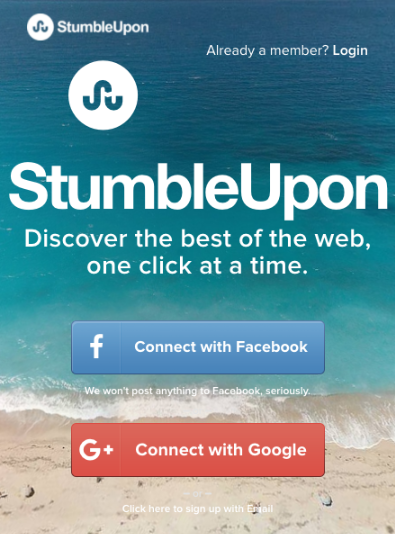 StumbleUpon
Already a member? Login
StumbleUpon
Discover the best of the web,
one click at a time.
Connect with Facebook
We won't post anything to Facebook, seriously.
G+ Connect with Google
Click here to sign up with Email